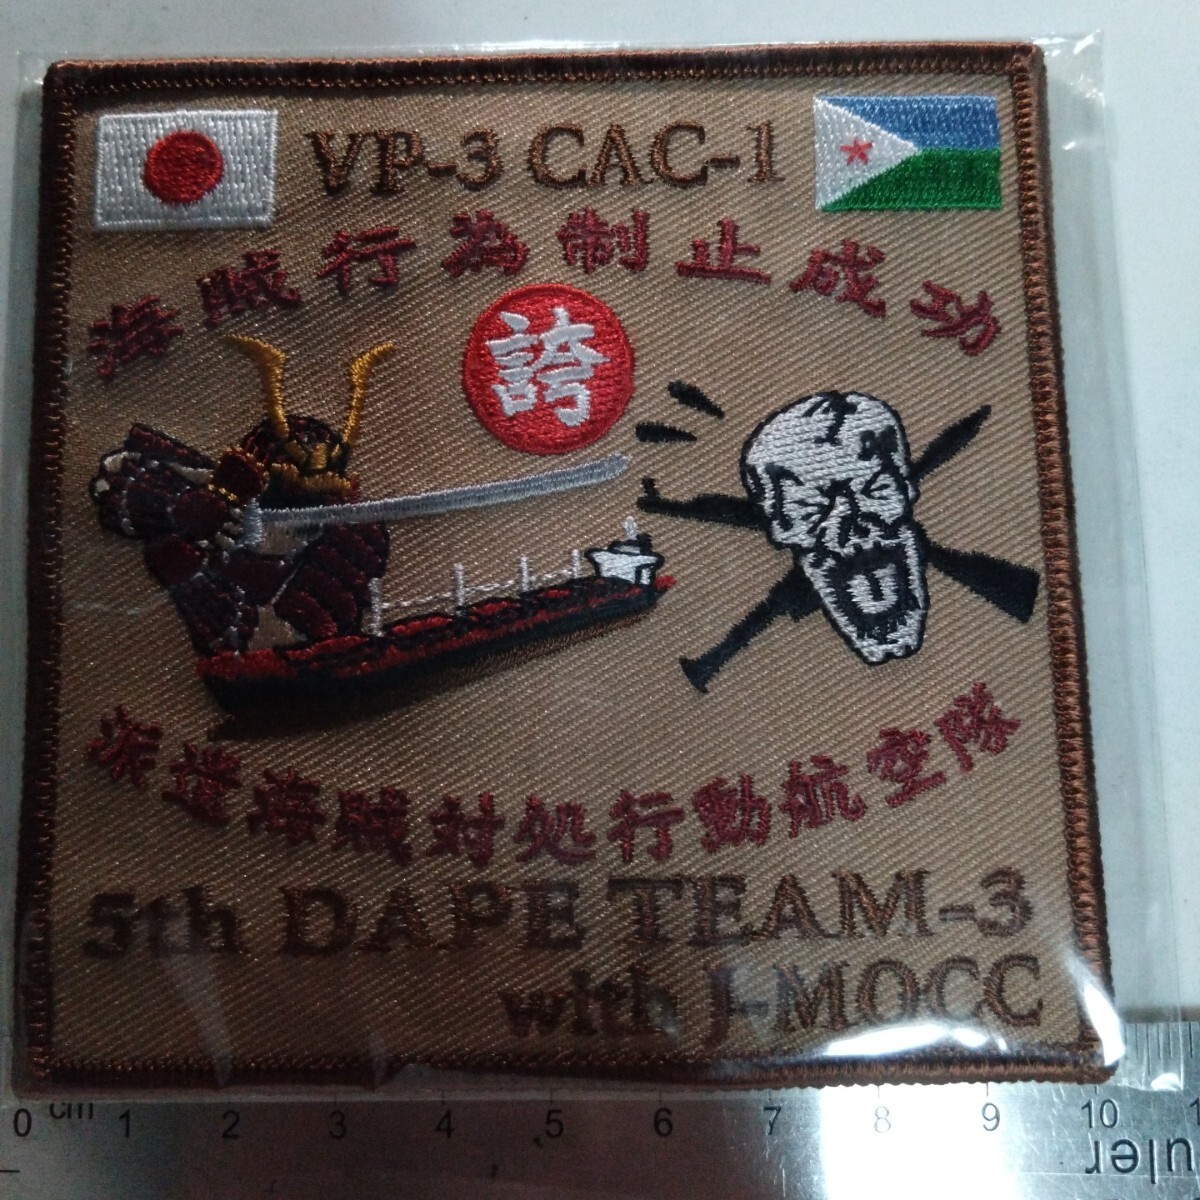 VP-3 CAC-1
海賊行為制止成功
誇
派遣海賊対処行動航空隊
5th DAPE TEAM-3
with J-MOCC
cm
0 1 2 3 4 5 6 7 8 9 10 1
uler